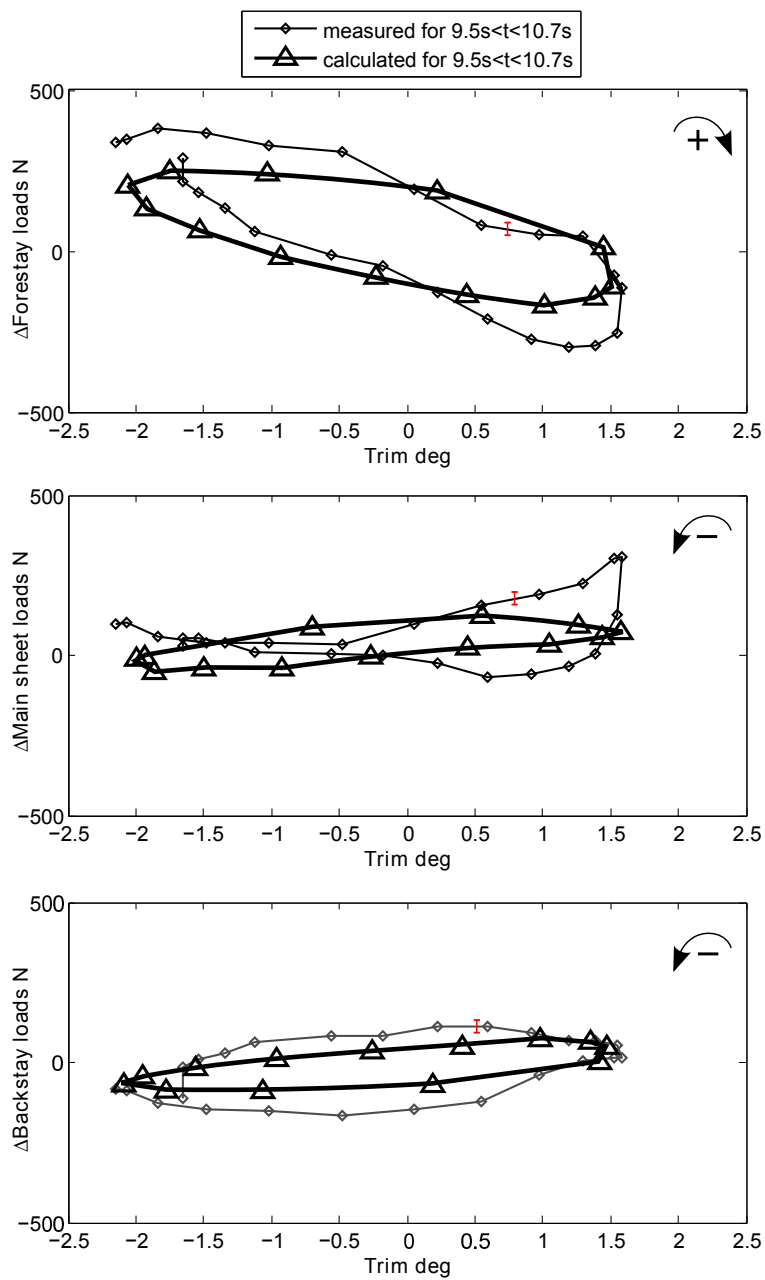 measured for 9.5s<t<10.7s
calculated for 9.5s<t<10.7s
500
0
−500
ΔForestay loads N
+
−2.5 −2 −1.5 −1 −0.5 0 0.5 1 1.5 2 2.5
Trim deg
500
0
−500
ΔMain sheet loads N
−
−2.5 −2 −1.5 −1 −0.5 0 0.5 1 1.5 2 2.5
Trim deg
500
0
−500
ΔBackstay loads N
−
−2.5 −2 −1.5 −1 −0.5 0 0.5 1 1.5 2 2.5
Trim deg